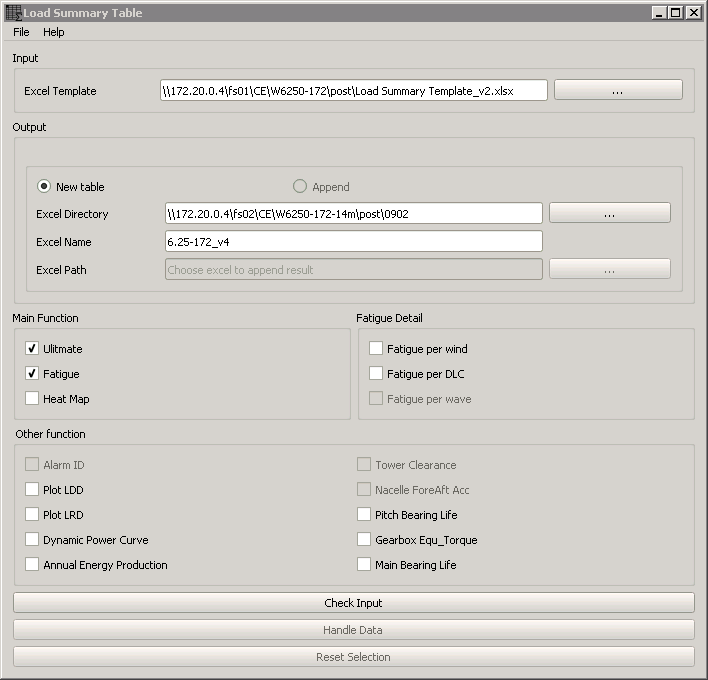 Load Summary Table
File Help
Input
Excel Template \\172.20.0.4\fs01\CE\W6250-172\post\Load Summary Template_v2.xlsx ...
Output
New table Append
Excel Directory \\172.20.0.4\fs02\CE\W6250-172-14m\post\0902 ...
Excel Name 6.25-172_v4
Excel Path Choose excel to append result ...
Main Function Fatigue Detail
Ulitmate Fatigue per wind
Fatigue Fatigue per DLC
Heat Map Fatigue per wave
Other function
Alarm ID Tower Clearance
Plot LDD Nacelle ForeAft Acc
Plot LRD Pitch Bearing Life
Dynamic Power Curve Gearbox Equ_Torque
Annual Energy Production Main Bearing Life
Check Input
Handle Data
Reset Selection